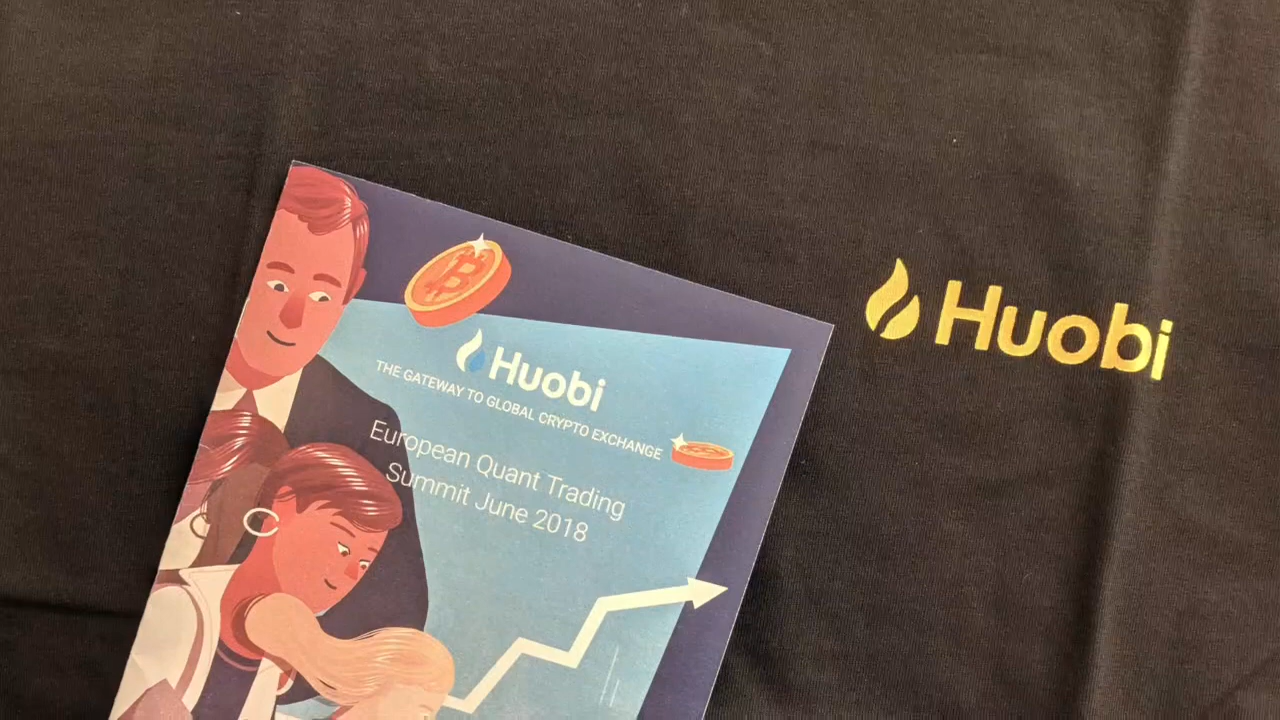 Huobi
THE GATEWAY TO GLOBAL CRYPTO EXCHANGE
European Quant Trading
Summit June 2018
Huobi